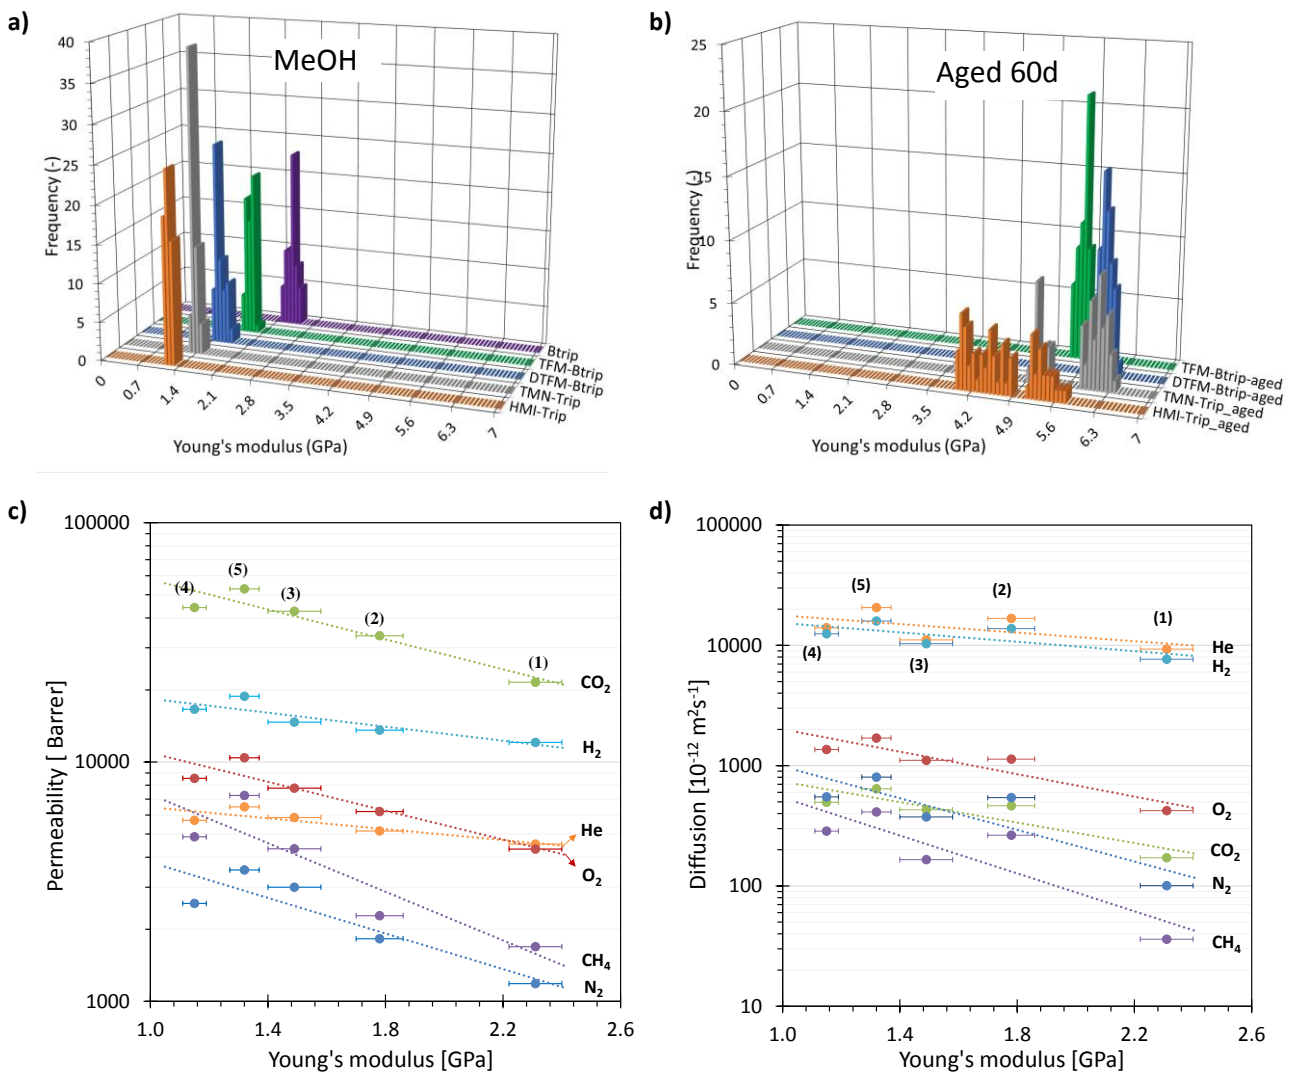 a)
MeOH
40
35
30
25
20
15
10
5
0
Frequency (-)
0
0.7
1.4
2.1
2.8
3.5
4.2
4.9
5.6
6.3
7
Young's modulus (GPa)
Btrip
TFM-Btrip
DTFM-Btrip
TMN-Trip
HMI-Trip
b)
Aged 60d
25
20
15
10
5
0
Frequency (-)
0
0.7
1.4
2.1
2.8
3.5
4.2
4.9
5.6
6.3
7
Young's modulus (GPa)
TFM-Btrip-aged
DTFM-Btrip-aged
TMN-Trip_aged
HMI-Trip_aged
c)
100000
10000
1000
Permeability [ Barrer]
(4)
(5)
(3)
(2)
(1)
CO2
H2
He
O2
CH4
N2
1.0
1.4
1.8
2.2
2.6
Young's modulus [GPa]
d)
100000
10000
1000
100
10
Diffusion [10⁻¹² m²s⁻¹]
(5)
(2)
(1)
(4)
(3)
He
H2
O2
CO2
N2
CH4
1.0
1.4
1.8
2.2
2.6
Young's modulus [GPa]